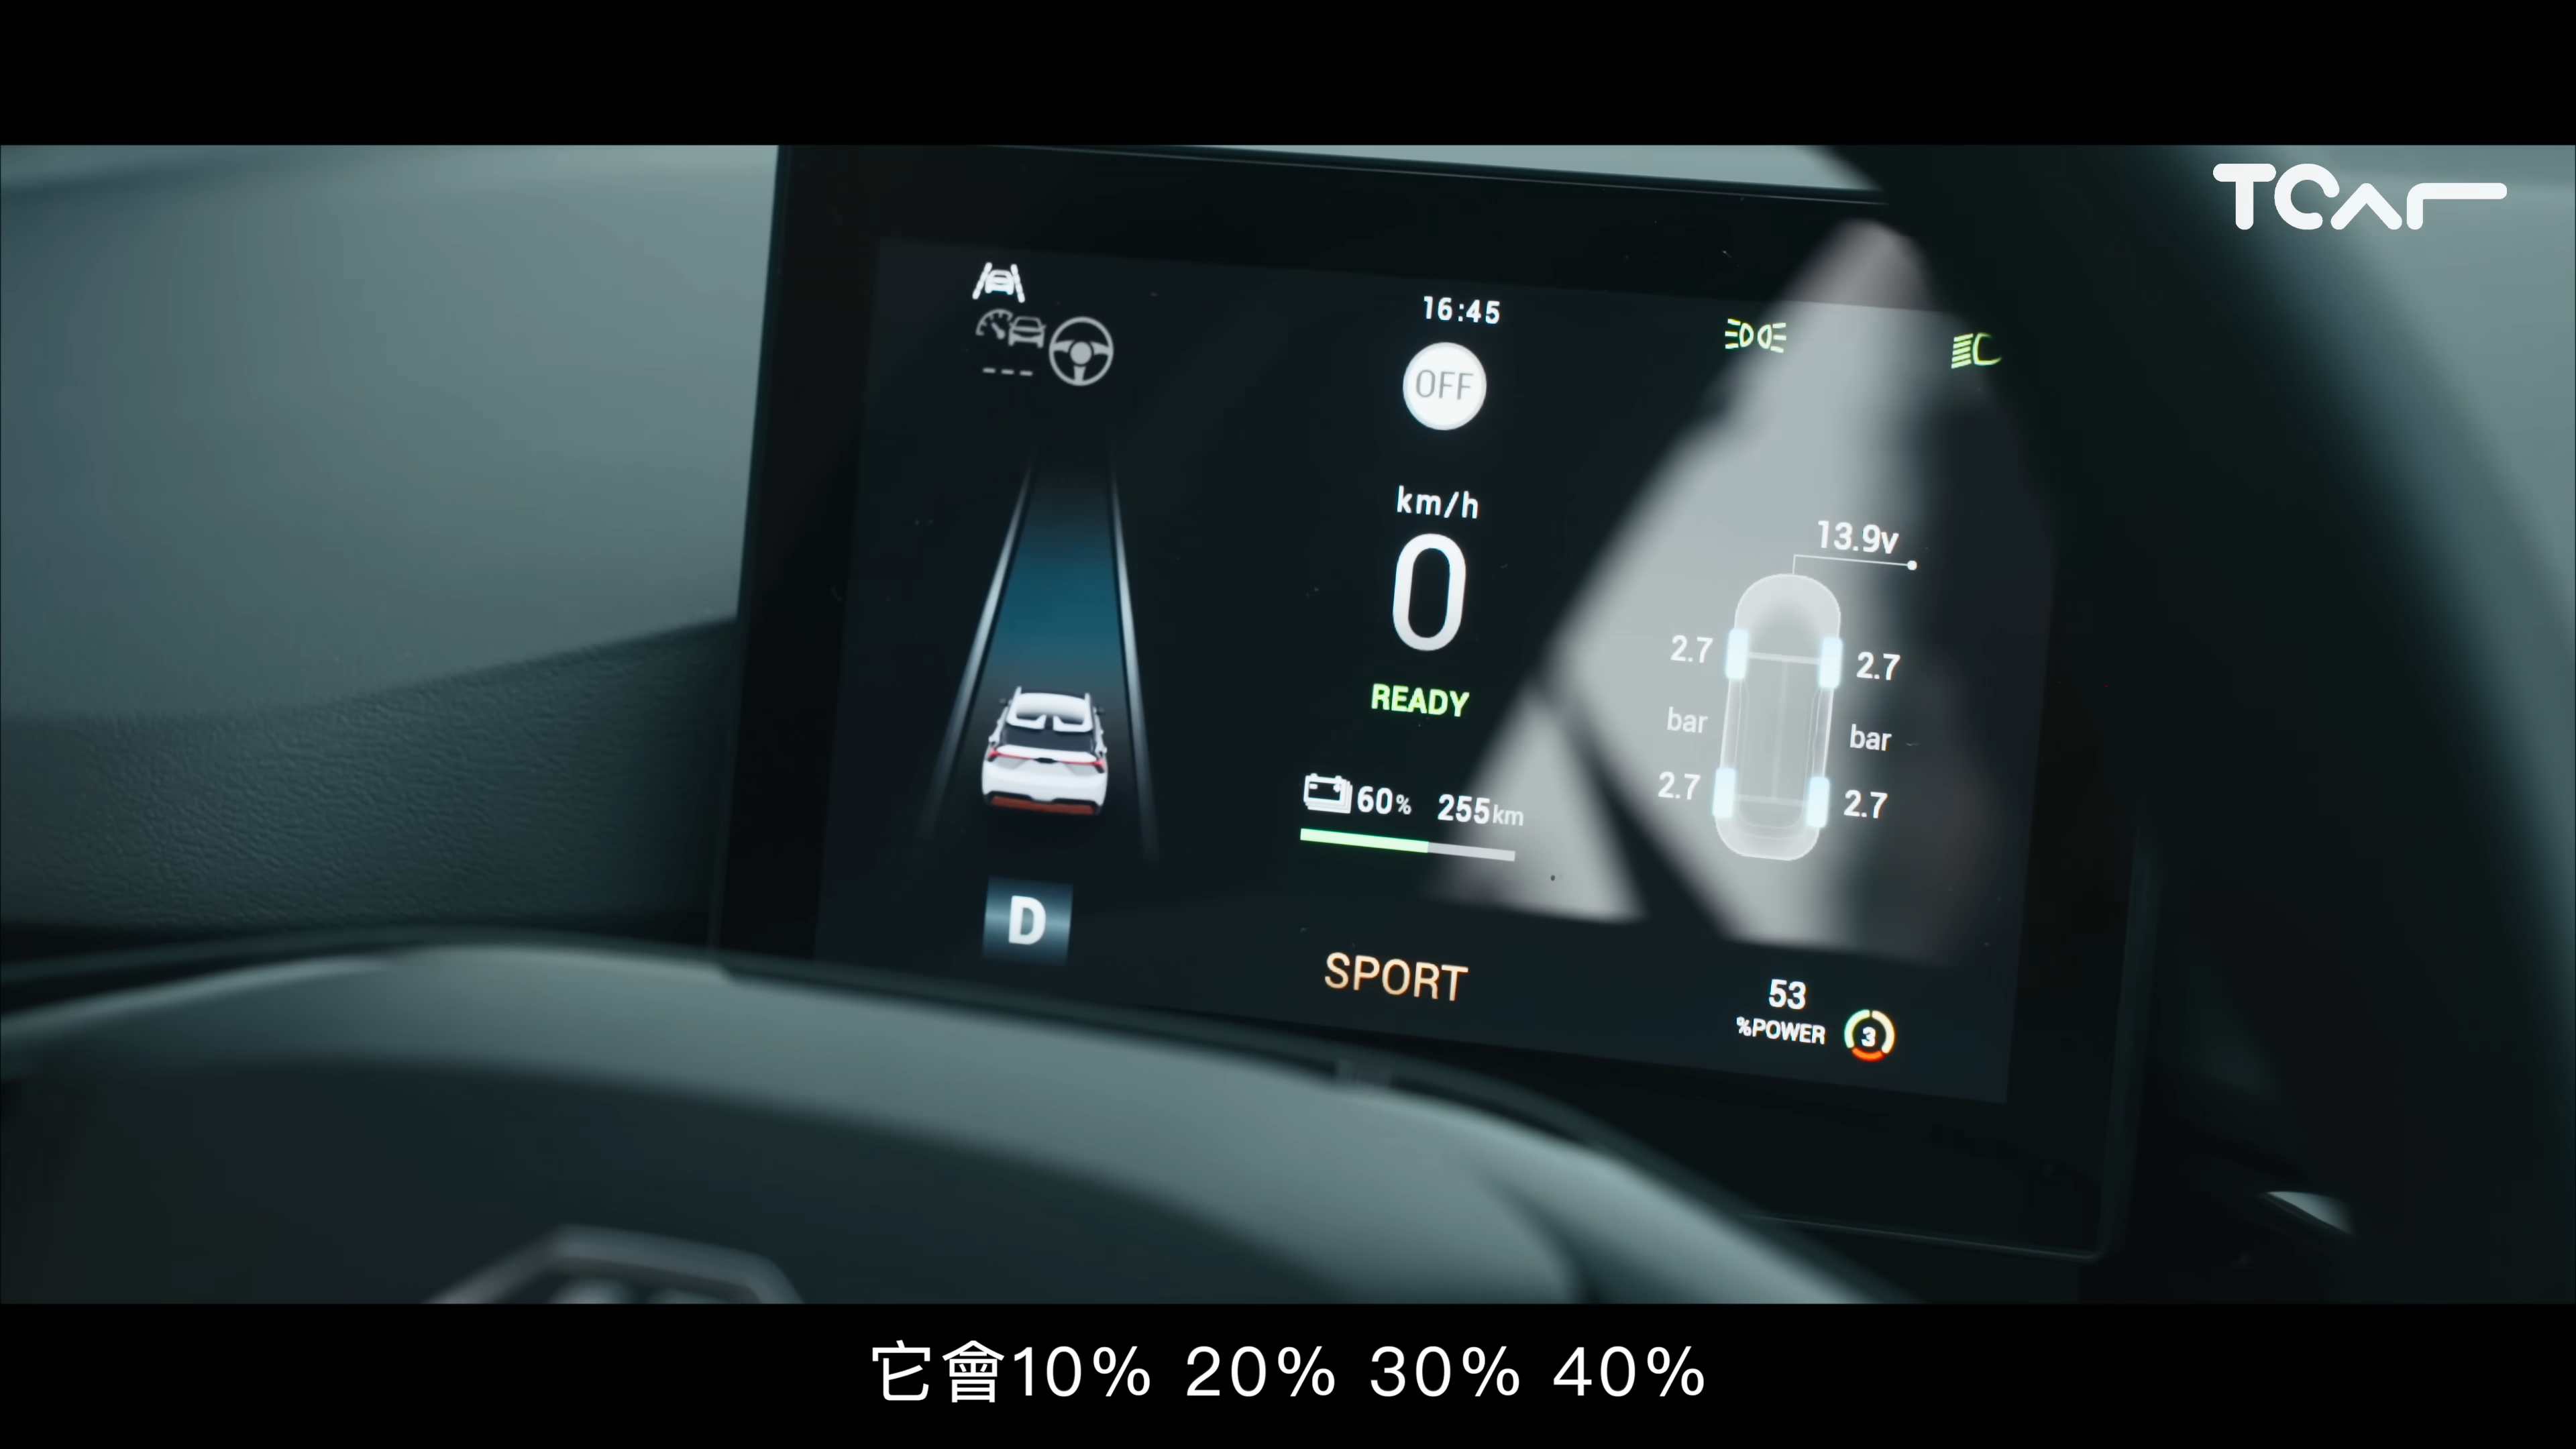 TCar
16:45
OFF
km/h
0
13.9v
2.7
2.7
READY
bar
bar
60% 255km
2.7
2.7
D
SPORT
53
%POWER
3
它會10% 20% 30% 40%